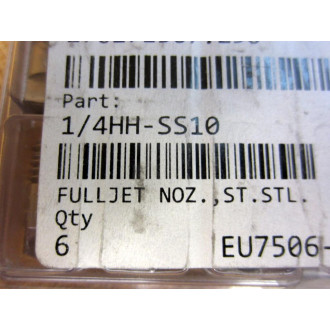 Part:
1/4HH-SS10
FULLJET NOZ.,ST.STL.
Qty
6 EU7506-